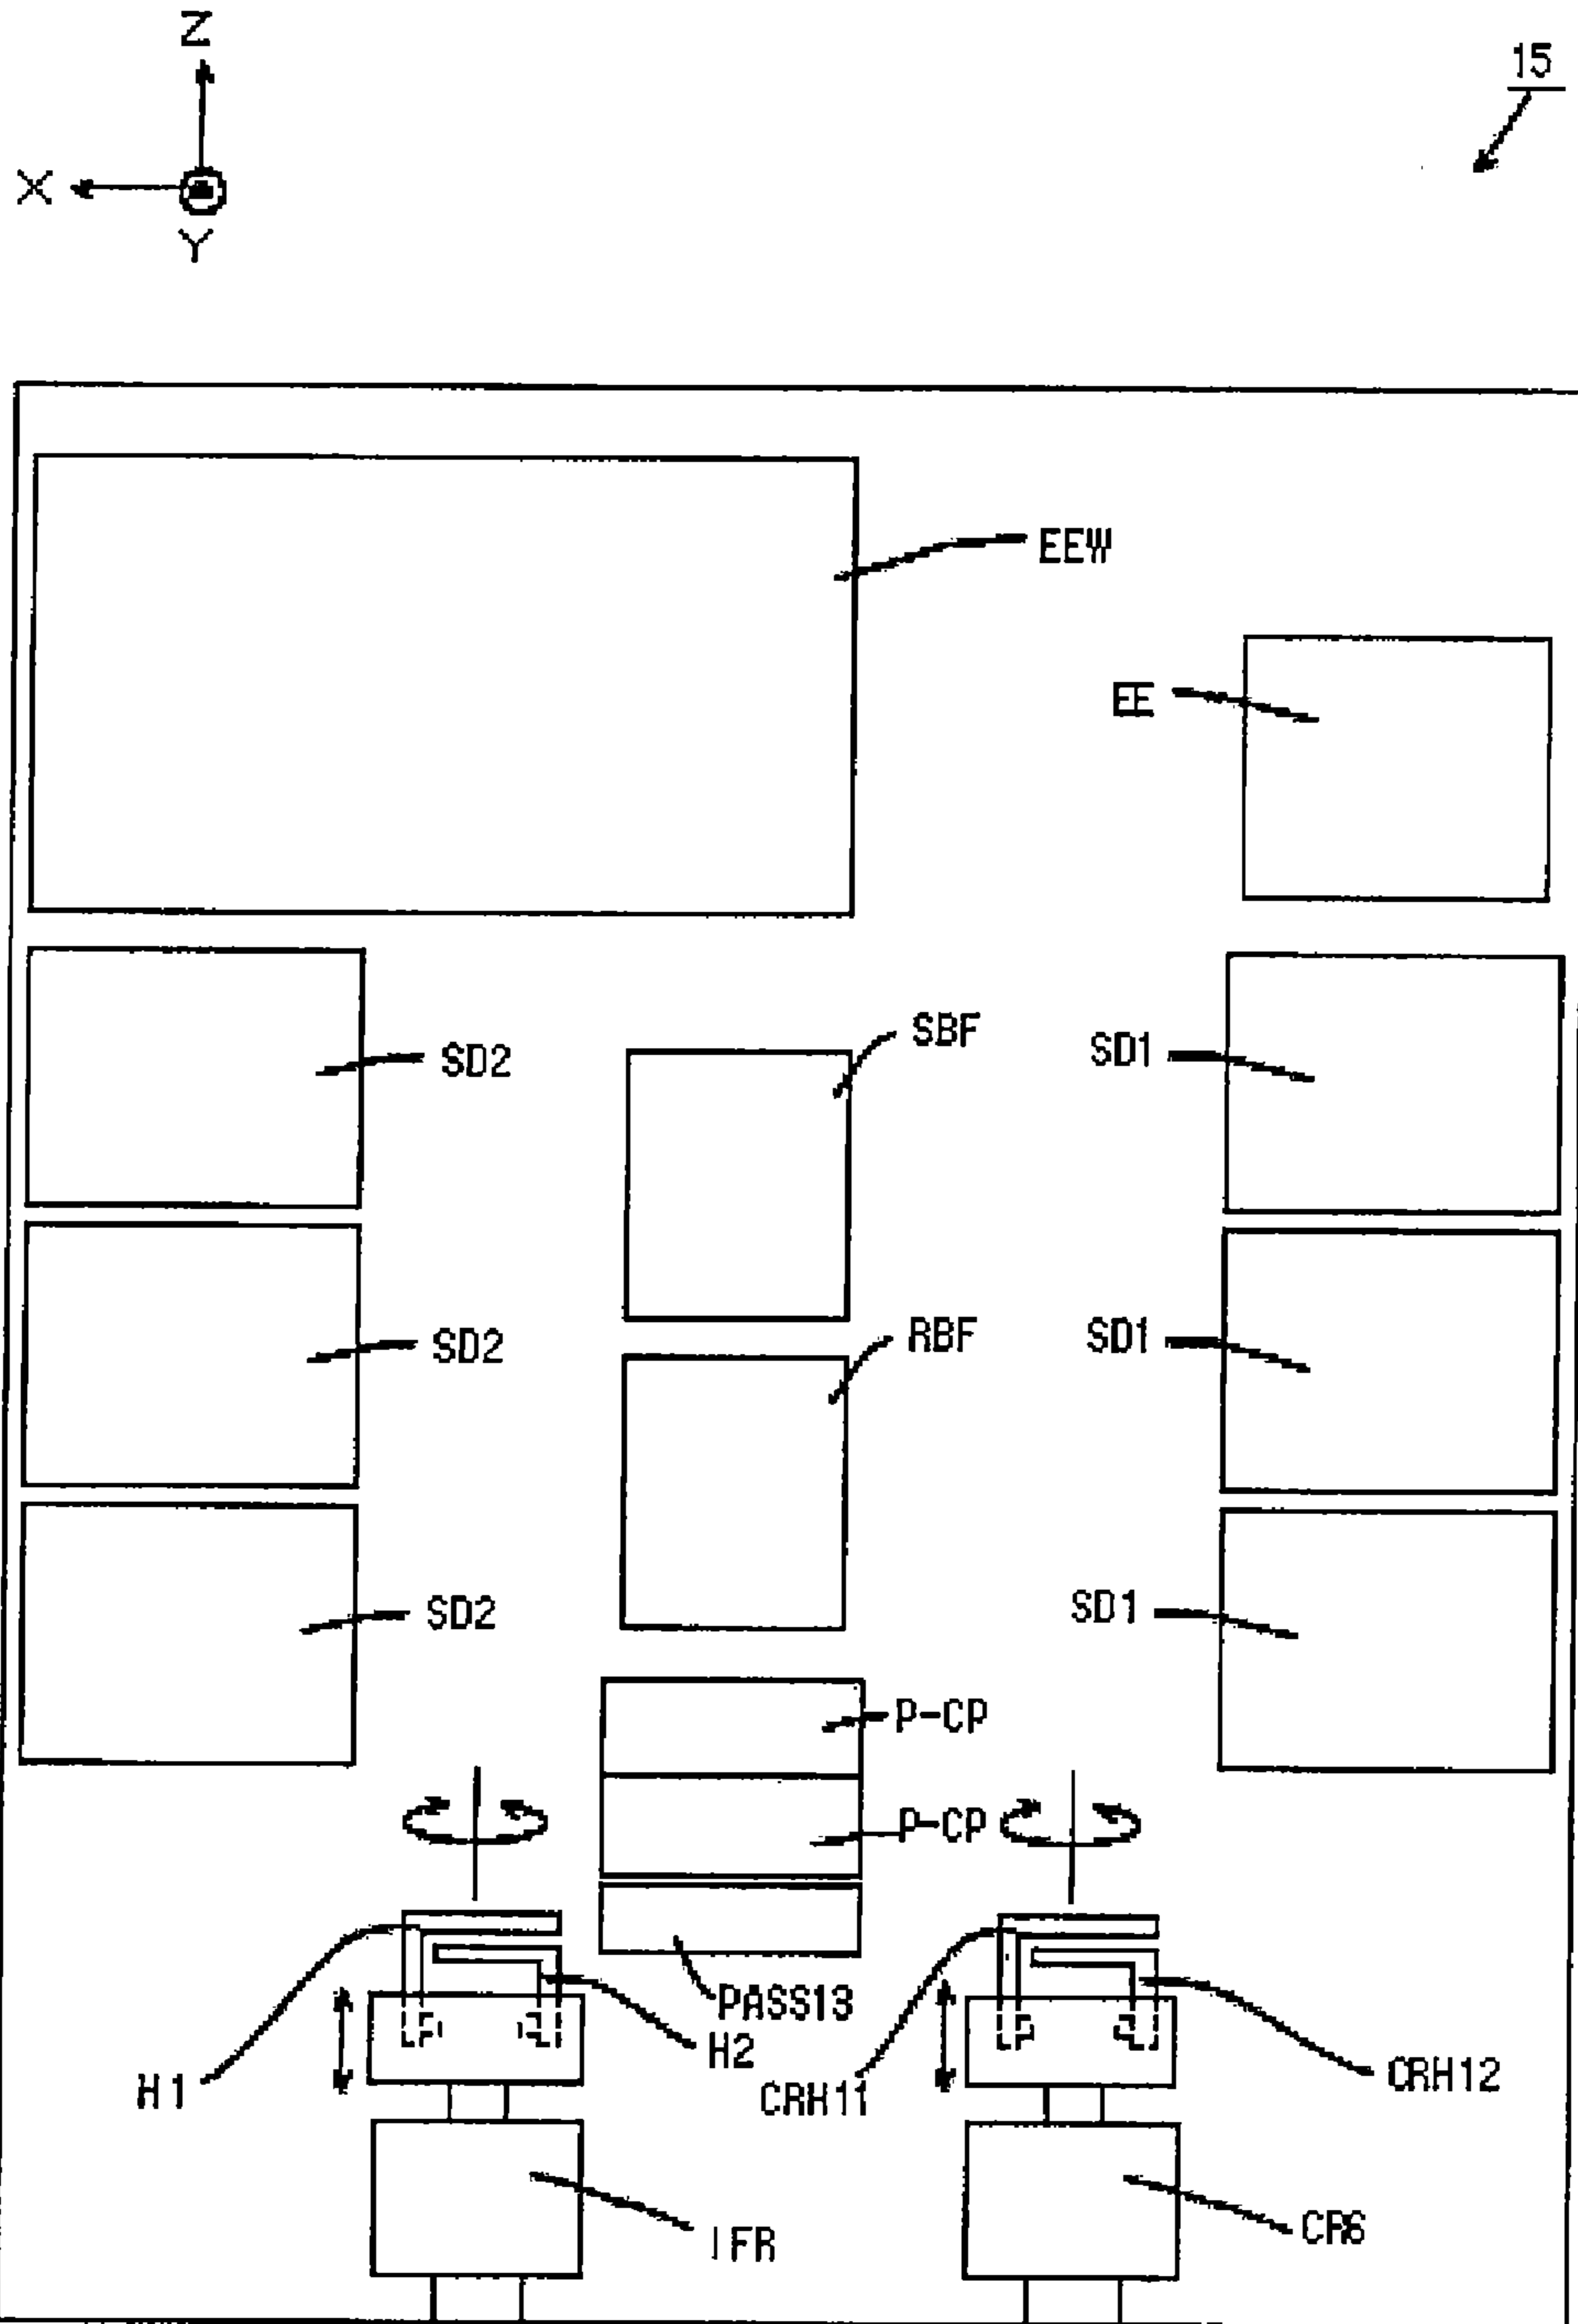 Z
15
X
Y
EEW
EE
SBF
SD2
SD1
RBF
SD2
SD1
SD2
SD1
P-CP
P-CP
PASS13
H2
H1
CRH11
CRH12
IFR
CR6